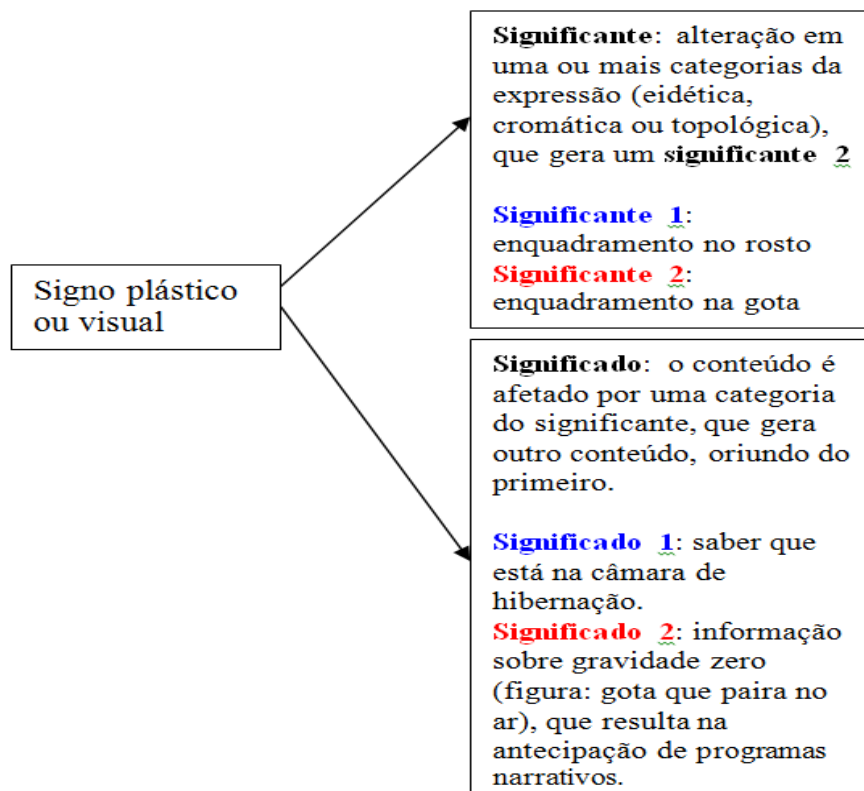 Significante: alteração em
uma ou mais categorias da
expressão (eidética,
cromática ou topológica),
que gera um significante 2
Significante 1:
enquadramento no rosto
Significante 2:
enquadramento na gota
Signo plástico
ou visual
Significado: o conteúdo é
afetado por uma categoria
do significante, que gera
outro conteúdo, oriundo do
primeiro.
Significado 1: saber que
está na câmara de
hibernação.
Significado 2: informação
sobre gravidade zero
(figura: gota que paira no
ar), que resulta na
antecipação de programas
narrativos.